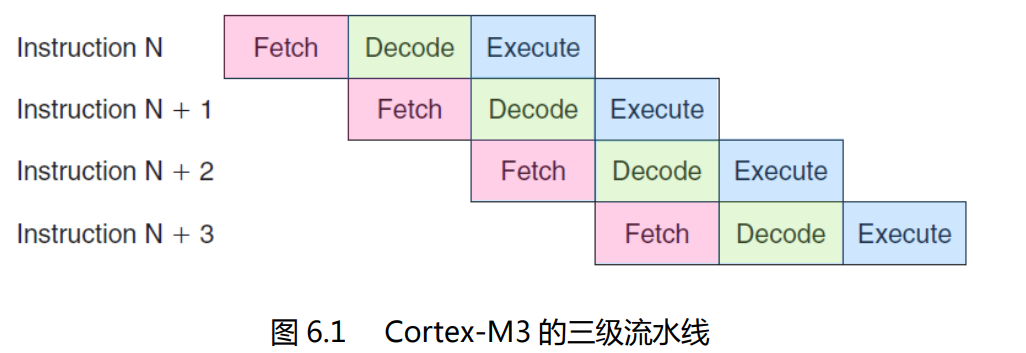 Instruction N Fetch Decode Execute
Instruction N + 1 Fetch Decode Execute
Instruction N + 2 Fetch Decode Execute
Instruction N + 3 Fetch Decode Execute
图 6.1 Cortex-M3 的三级流水线